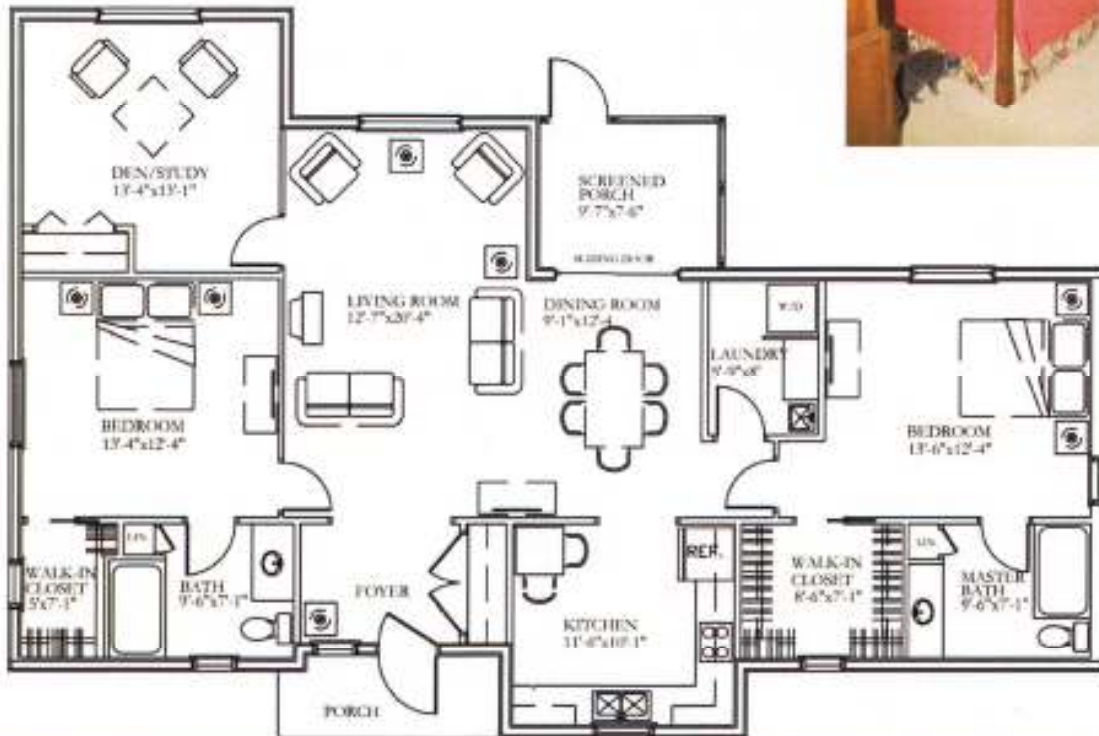 DEN/STUDY
13'-4"x13'-1"
SCREENED
PORCH
9'-7"x7'-6"
SLIDING DOOR
LIVING ROOM
12'-7"x20'-4"
DINING ROOM
9'-1"x12'-4
W/D
LAUNDRY
BEDROOM
13'-4"x12'-4"
BEDROOM
13'-6"x12'-4"
LIN.
WALK-IN
CLOSET
5'x7'-1"
BATH
9'-6"x7'-1"
FOYER
REF.
KITCHEN
11'-6"x10'-1"
WALK-IN
CLOSET
8'-6"x7'-1"
LIN.
MASTER
BATH
9'-6"x7'-1"
PORCH